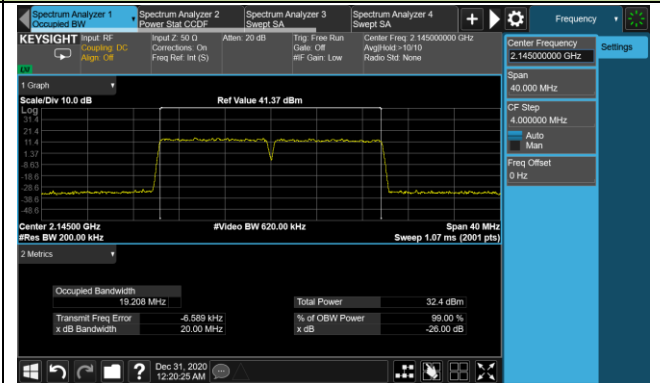 Spectrum Analyzer 1
Occupied BW
Spectrum Analyzer 2
Power Stat CCDF
Spectrum Analyzer 3
Swept SA
Spectrum Analyzer 4
Swept SA
Frequency
KEYSIGHT
Input: RF
Coupling: DC
Align: Off
Input Z: 50 Ω
Corrections: On
Freq Ref: Int (S)
Atten: 20 dB
Trig: Free Run
Gate: Off
#IF Gain: Low
Center Freq: 2.145000000 GHz
Avg|Hold:>10/10
Radio Std: None
LW
Center Frequency
2.145000000 GHz
Settings
Span
40.000 MHz
CF Step
4.000000 MHz
Auto
Man
Freq Offset
0 Hz
1 Graph
Scale/Div 10.0 dB
Ref Value 41.37 dBm
Log
31.4
21.4
11.4
1.37
-8.63
-18.6
-28.6
-38.6
-48.6
Center 2.14500 GHz
#Video BW 620.00 kHz
Span 40 MHz
#Res BW 200.00 kHz
Sweep 1.07 ms (2001 pts)
2 Metrics
Occupied Bandwidth
19.208 MHz
Total Power 32.4 dBm
Transmit Freq Error -6.589 kHz
% of OBW Power 99.00 %
x dB Bandwidth 20.00 MHz
x dB -26.00 dB
?
Dec 31, 2020
12:20:25 AM